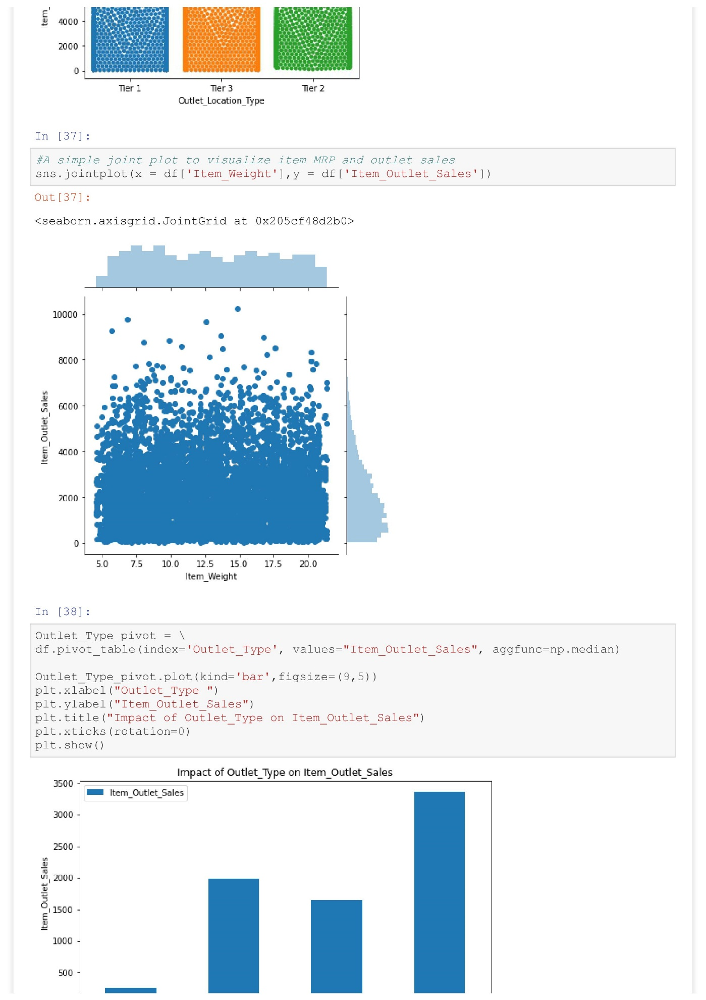 Item_
4000
2000
0
Tier 1 Tier 3 Tier 2
Outlet_Location_Type
In [37]:
#A simple joint plot to visualize item MRP and outlet sales
sns.jointplot(x = df['Item_Weight'],y = df['Item_Outlet_Sales'])
Out[37]:
<seaborn.axisgrid.JointGrid at 0x205cf48d2b0>
10000
8000
6000
4000
2000
0
Item_Outlet_Sales
5.0 7.5 10.0 12.5 15.0 17.5 20.0
Item_Weight
In [38]:
Outlet_Type_pivot = \
df.pivot_table(index='Outlet_Type', values="Item_Outlet_Sales", aggfunc=np.median)
Outlet_Type_pivot.plot(kind='bar',figsize=(9,5))
plt.xlabel("Outlet_Type ")
plt.ylabel("Item_Outlet_Sales")
plt.title("Impact of Outlet_Type on Item_Outlet_Sales")
plt.xticks(rotation=0)
plt.show()
Impact of Outlet_Type on Item_Outlet_Sales
Item_Outlet_Sales
3500
3000
2500
2000
1500
1000
500
Item_Outlet_Sales